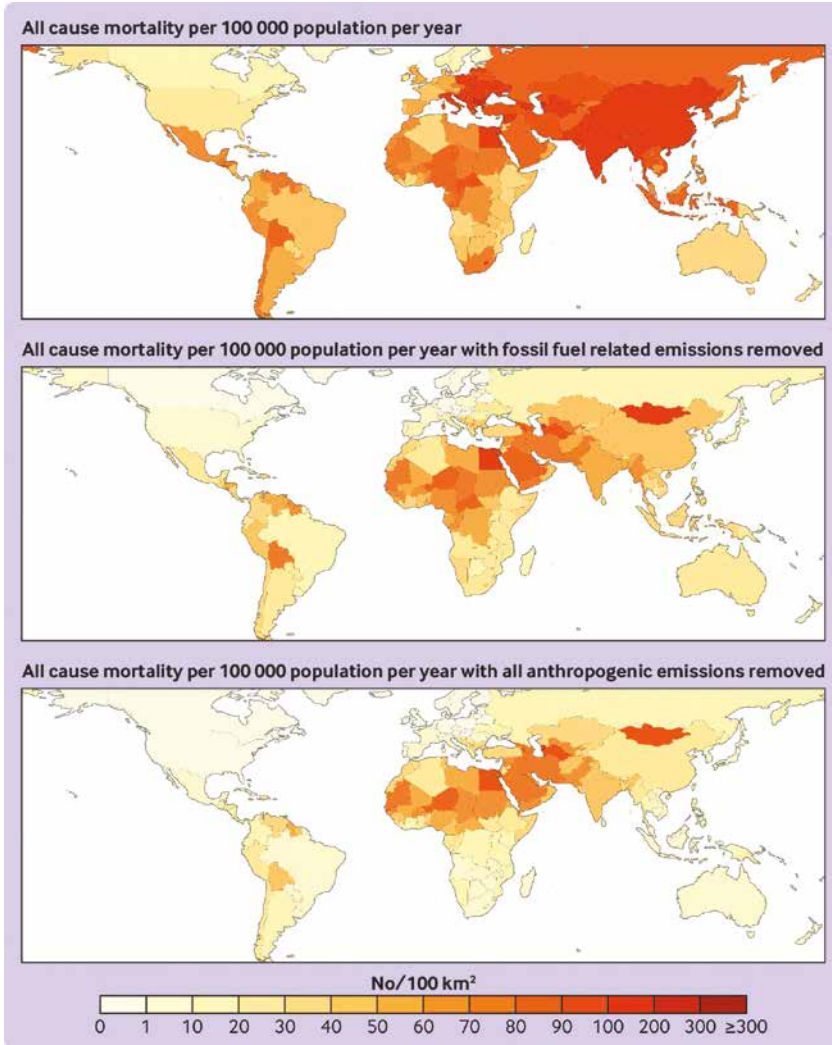 All cause mortality per 100 000 population per year
All cause mortality per 100 000 population per year with fossil fuel related emissions removed
All cause mortality per 100 000 population per year with all anthropogenic emissions removed
No/100 km²
0 1 10 20 30 40 50 60 70 80 90 100 200 300 ≥300